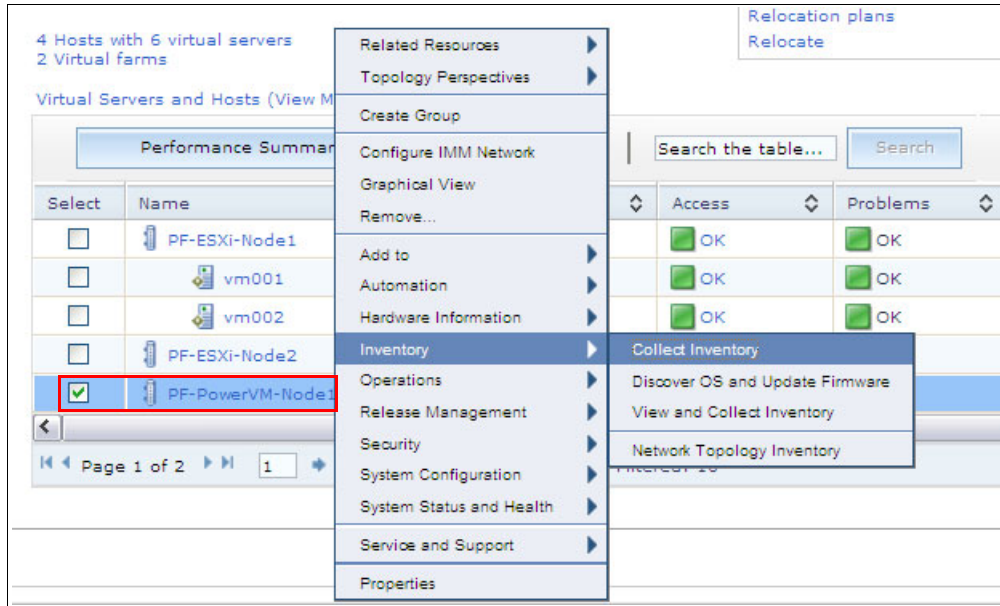 Relocation plans
Relocate
4 Hosts with 6 virtual servers
2 Virtual farms
Virtual Servers and Hosts (View M
Performance Summar
Search the table...
Search
Select
Name
Access
Problems
PF-ESXi-Node1
OK
OK
vm001
OK
OK
vm002
OK
OK
PF-ESXi-Node2
PF-PowerVM-Node1
Page 1 of 2
1
Related Resources
Topology Perspectives
Create Group
Configure IMM Network
Graphical View
Remove...
Add to
Automation
Hardware Information
Inventory
Operations
Release Management
Security
System Configuration
System Status and Health
Service and Support
Properties
Collect Inventory
Discover OS and Update Firmware
View and Collect Inventory
Network Topology Inventory